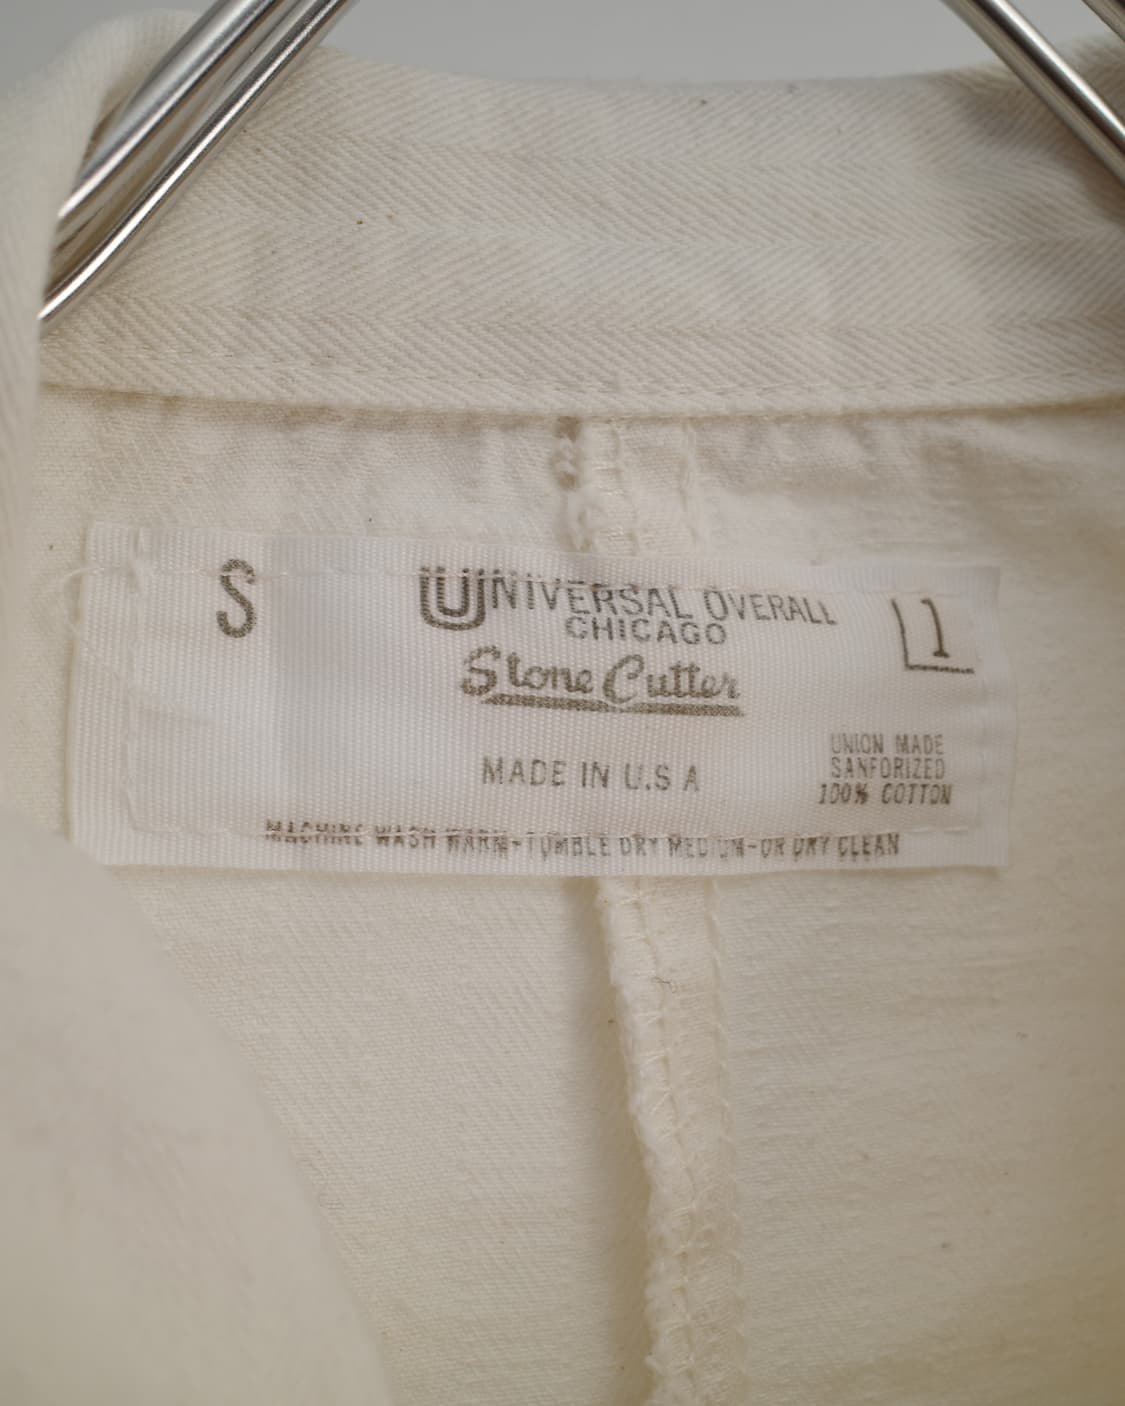 S
UNIVERSAL OVERALL
CHICAGO
Stone Cutter
1
MADE IN U.S A
UNION MADE
SANFORIZED
100% COTTON
MACHINE WASH WARM-TUMBLE DRY MEDIUM-OR DRY CLEAN